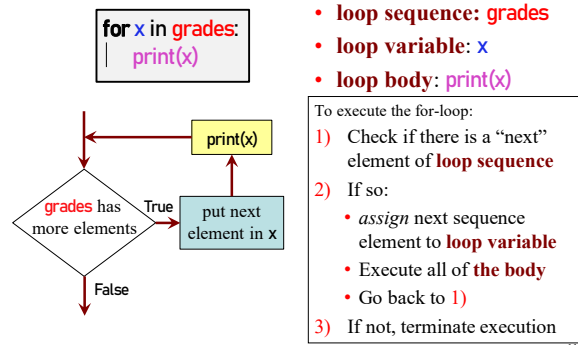 for x in grades:
print(x)
• loop sequence: grades
• loop variable: x
• loop body: print(x)
print(x)
grades has
more elements
True
put next
element in x
False
To execute the for-loop:
1) Check if there is a “next”
element of loop sequence
2) If so:
• assign next sequence
element to loop variable
• Execute all of the body
• Go back to 1)
3) If not, terminate execution